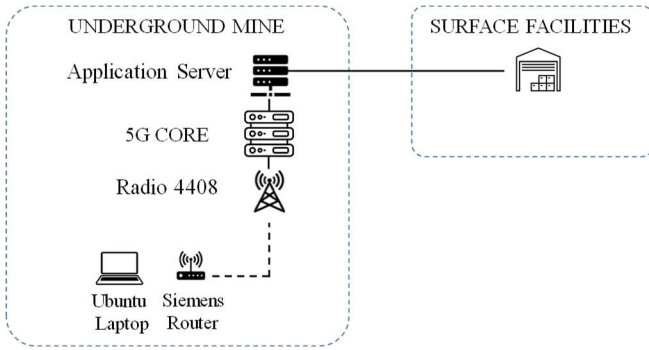 UNDERGROUND MINE
SURFACE FACILITIES
Application Server
5G CORE
Radio 4408
Ubuntu Laptop
Siemens Router